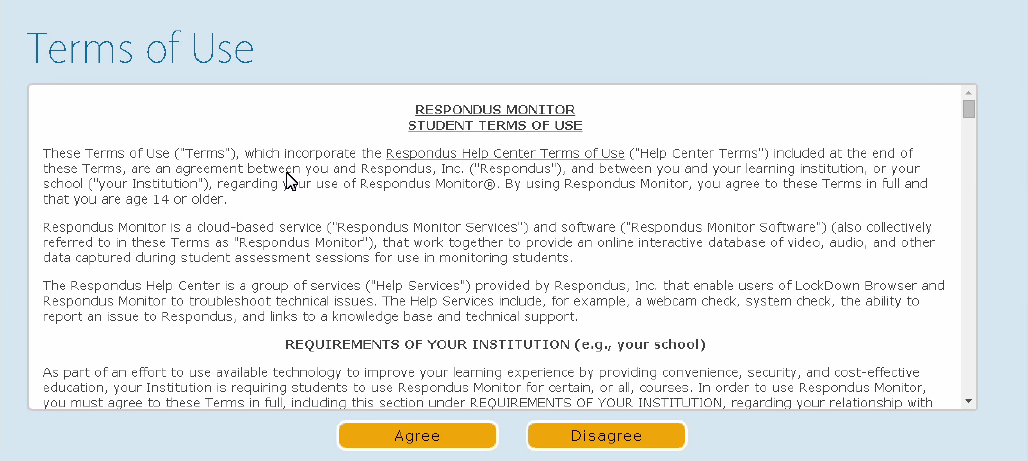 Terms of Use
RESPONDUS MONITOR
STUDENT TERMS OF USE
These Terms of Use ("Terms"), which incorporate the Respondus Help Center Terms of Use ("Help Center Terms") included at the end of
these Terms, are an agreement between you and Respondus, Inc. ("Respondus"), and between you and your learning institution, or your
school ("your Institution"), regarding your use of Respondus Monitor®. By using Respondus Monitor, you agree to these Terms in full and
that you are age 14 or older.
Respondus Monitor is a cloud-based service ("Respondus Monitor Services") and software ("Respondus Monitor Software") (also collectively
referred to in these Terms as "Respondus Monitor"), that work together to provide an online interactive database of video, audio, and other
data captured during student assessment sessions for use in monitoring students.
The Respondus Help Center is a group of services ("Help Services") provided by Respondus, Inc. that enable users of LockDown Browser and
Respondus Monitor to troubleshoot technical issues. The Help Services include, for example, a webcam check, system check, the ability to
report an issue to Respondus, and links to a knowledge base and technical support.
REQUIREMENTS OF YOUR INSTITUTION (e.g., your school)
As part of an effort to use available technology to improve your learning experience by providing convenience, security, and cost-effective
education, your Institution is requiring students to use Respondus Monitor for certain, or all, courses. In order to use Respondus Monitor,
you must agree to these Terms in full, including this section under REQUIREMENTS OF YOUR INSTITUTION, regarding your relationship with
Agree
Disagree